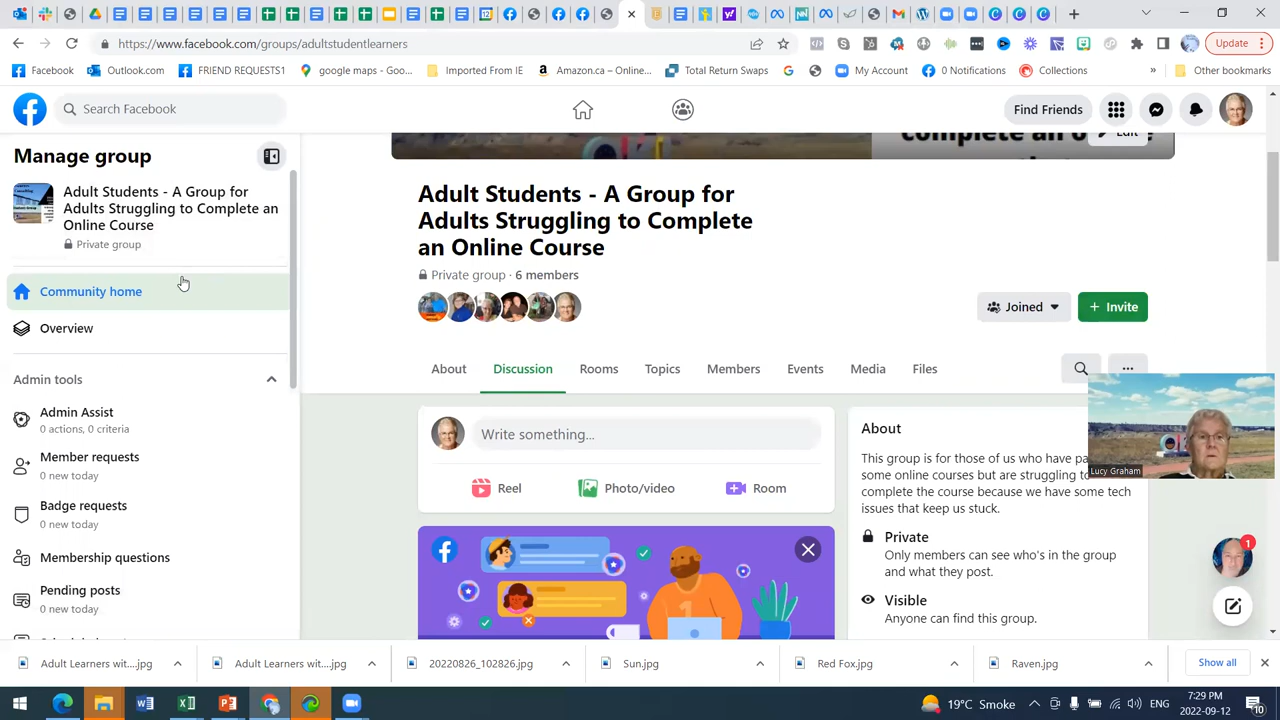 https://www.facebook.com/groups/adultstudentlearners
Update
Facebook
Outlook.com
FRIEND REQUESTS1
google maps - Goo...
Imported From IE
Amazon.ca – Online...
Total Return Swaps
My Account
0 Notifications
Collections
»
Other bookmarks
Search Facebook
Find Friends
Manage group
Adult Students - A Group for
Adults Struggling to Complete an
Online Course
Private group
Community home
Overview
Admin tools
Admin Assist
0 actions, 0 criteria
Member requests
0 new today
Badge requests
0 new today
Membership questions
Pending posts
0 new today
Edit
Adult Students - A Group for
Adults Struggling to Complete
an Online Course
Private group · 6 members
Joined
+ Invite
About
Discussion
Rooms
Topics
Members
Events
Media
Files
...
Write something...
Reel
Photo/video
Room
About
This group is for those of us who have
some online courses but are struggling
complete the course because we have some tech
issues that keep us stuck.
Private
Only members can see who's in the group
and what they post.
Visible
Anyone can find this group.
Lucy Graham
1
Adult Learners wit....jpg
Adult Learners wit....jpg
20220826_102826.jpg
Sun.jpg
Red Fox.jpg
Raven.jpg
Show all
19°C Smoke
ENG
7:29 PM
2022-09-12
10